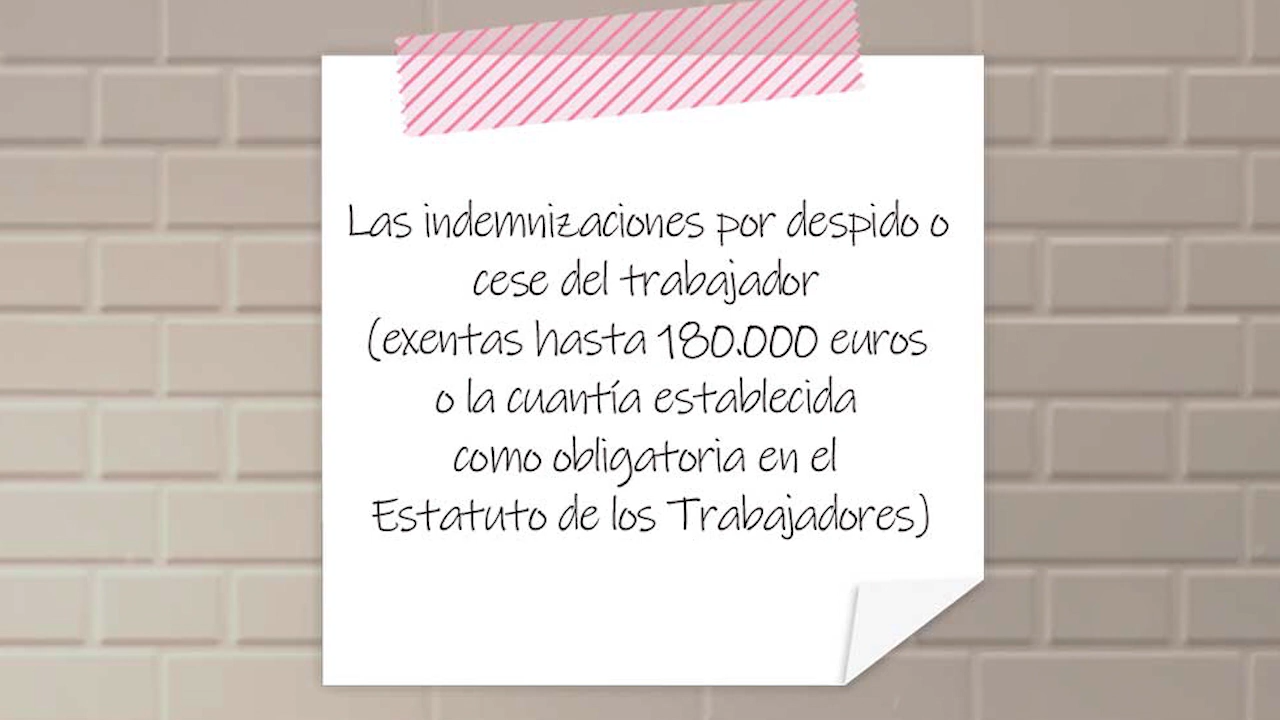 Las indemnizaciones por despido o
cese del trabajador
(exentas hasta 180.000 euros
o la cuantía establecida
como obligatoria en el
Estatuto de los Trabajadores)